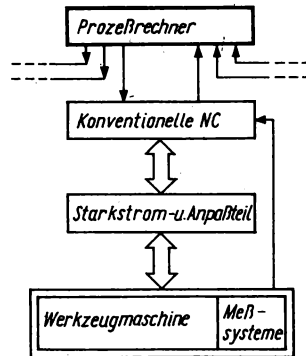 Prozeßrechner
Konventionelle NC
Starkstrom-u. Anpaßteil
Werkzeugmaschine
Meß-
systeme